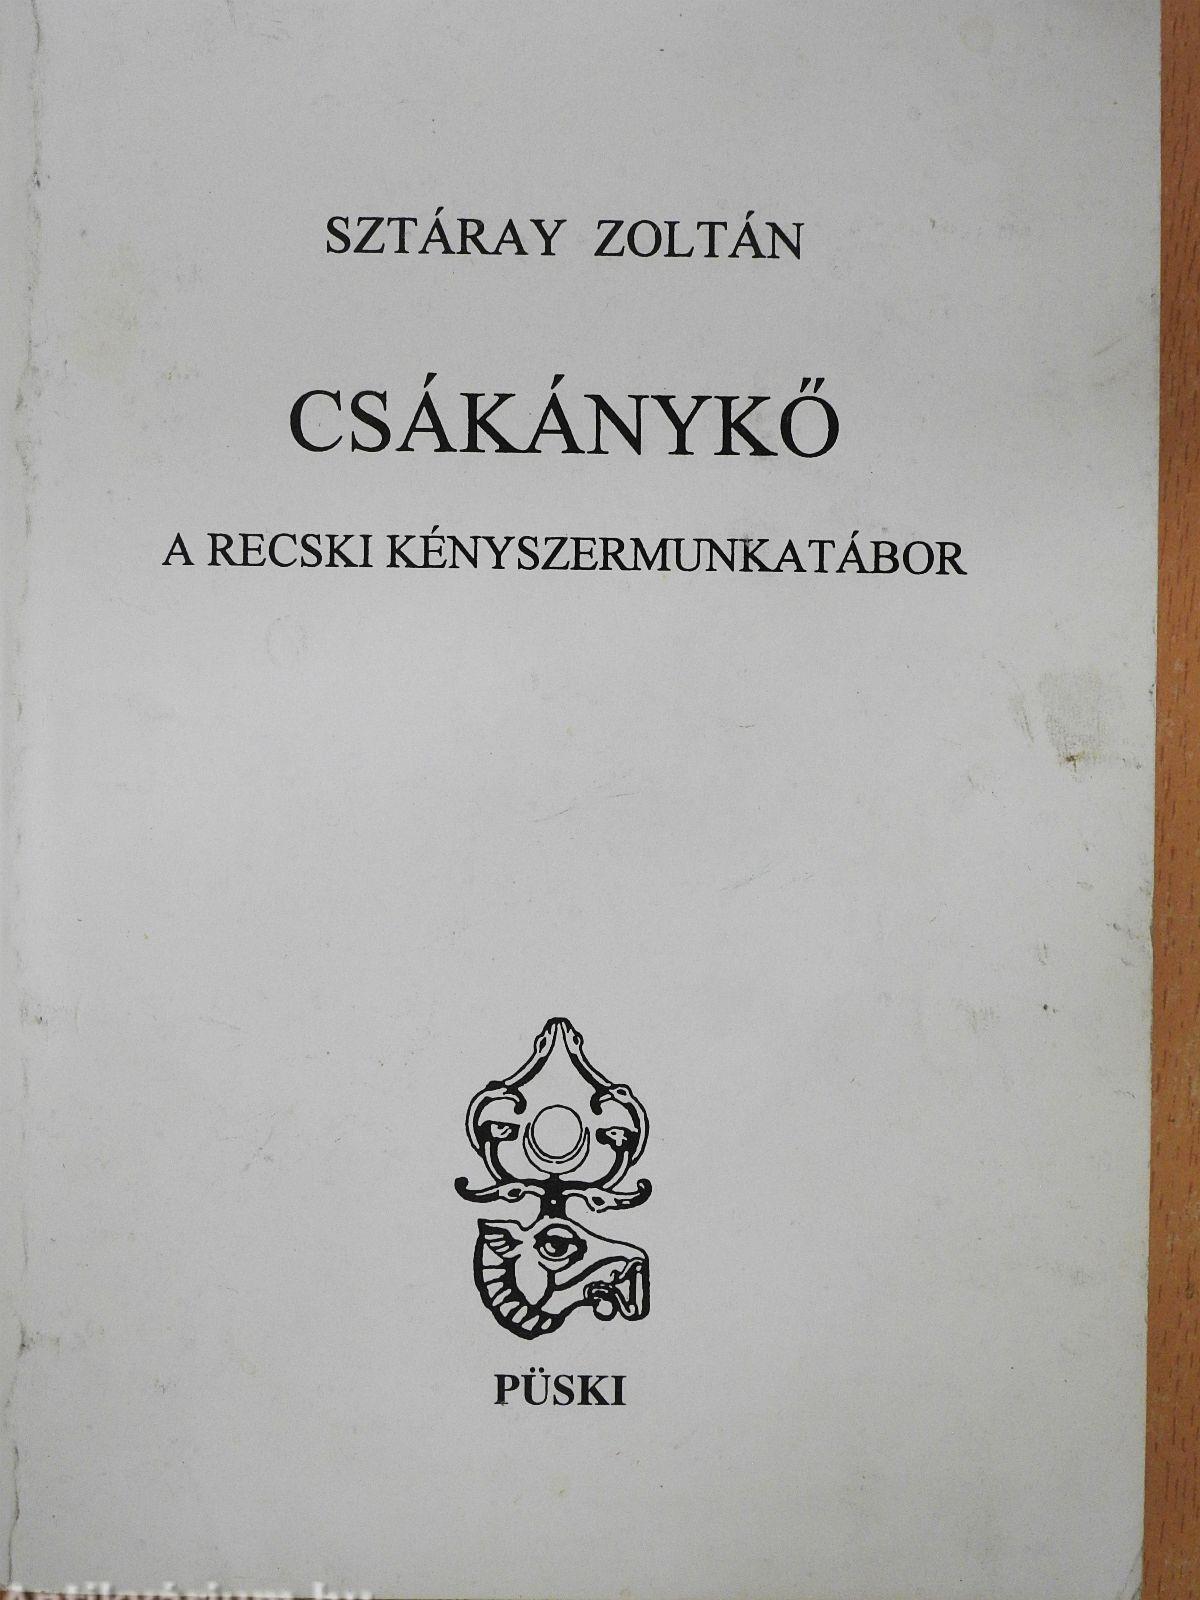 SZTÁRAY ZOLTÁN
CSÁKÁNYKŐ
A RECSKI KÉNYSZERMUNKATÁBOR
PÜSKI